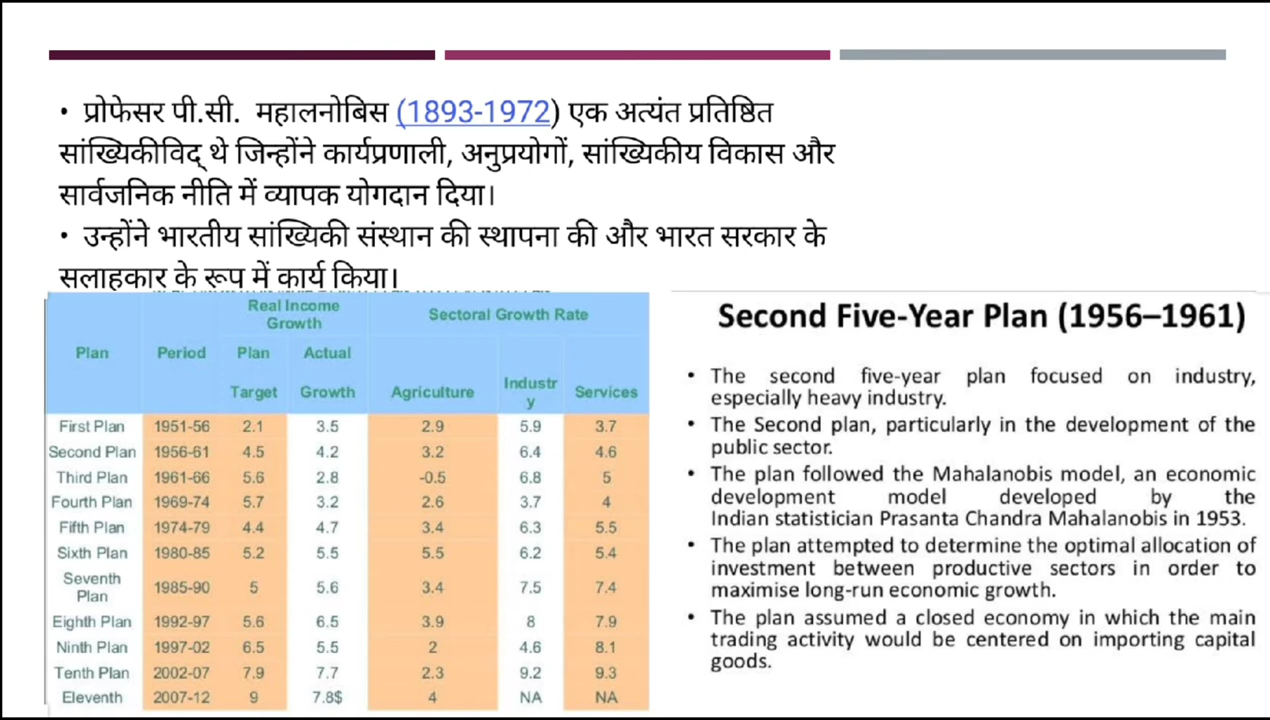 • प्रोफेसर पी.सी. महालनोबिस (1893-1972) एक अत्यंत प्रतिष्ठित
सांख्यिकीविद् थे जिन्होंने कार्यप्रणाली, अनुप्रयोगों, सांख्यिकीय विकास और
सार्वजनिक नीति में व्यापक योगदान दिया।
• उन्होंने भारतीय सांख्यिकी संस्थान की स्थापना की और भारत सरकार के
सलाहकार के रूप में कार्य किया।
Real Income
Growth
Sectoral Growth Rate
Plan Period Plan Actual
Target Growth Agriculture Industr
y Services
First Plan 1951-56 2.1 3.5 2.9 5.9 3.7
Second Plan 1956-61 4.5 4.2 3.2 6.4 4.6
Third Plan 1961-66 5.6 2.8 -0.5 6.8 5
Fourth Plan 1969-74 5.7 3.2 2.6 3.7 4
Fifth Plan 1974-79 4.4 4.7 3.4 6.3 5.5
Sixth Plan 1980-85 5.2 5.5 5.5 6.2 5.4
Seventh
Plan 1985-90 5 5.6 3.4 7.5 7.4
Eighth Plan 1992-97 5.6 6.5 3.9 8 7.9
Ninth Plan 1997-02 6.5 5.5 2 4.6 8.1
Tenth Plan 2002-07 7.9 7.7 2.3 9.2 9.3
Eleventh 2007-12 9 7.8$ 4 NA NA
Second Five-Year Plan (1956–1961)
• The second five-year plan focused on industry,
especially heavy industry.
• The Second plan, particularly in the development of the
public sector.
• The plan followed the Mahalanobis model, an economic
development model developed by the
Indian statistician Prasanta Chandra Mahalanobis in 1953.
• The plan attempted to determine the optimal allocation of
investment between productive sectors in order to
maximise long-run economic growth.
• The plan assumed a closed economy in which the main
trading activity would be centered on importing capital
goods.